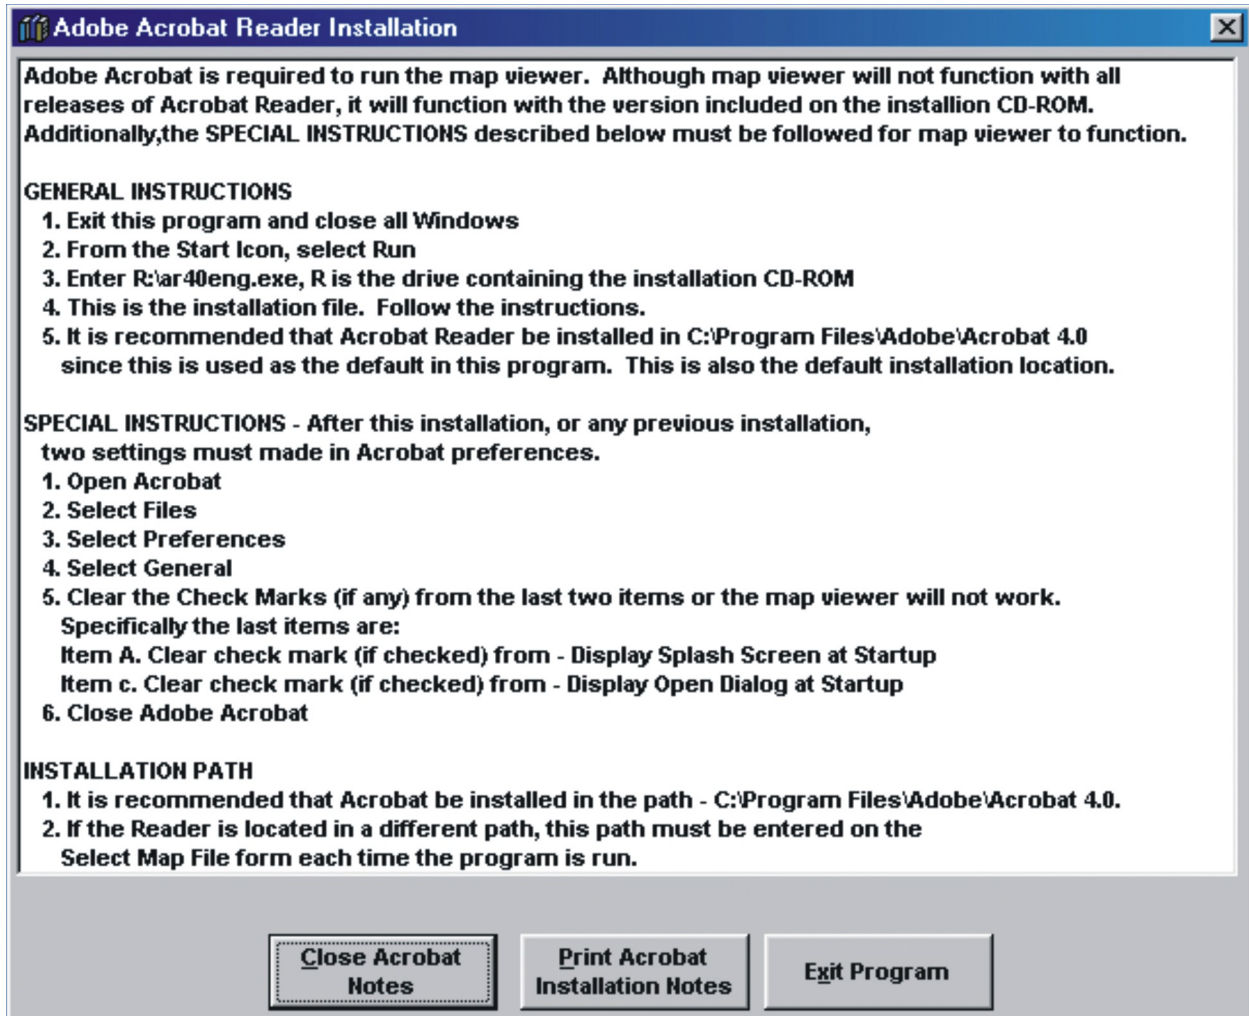 Adobe Acrobat Reader Installation
Adobe Acrobat is required to run the map viewer.  Although map viewer will not function with all
releases of Acrobat Reader, it will function with the version included on the installion CD-ROM.
Additionally,the SPECIAL INSTRUCTIONS described below must be followed for map viewer to function.
GENERAL INSTRUCTIONS
1. Exit this program and close all Windows
2. From the Start Icon, select Run
3. Enter R:\ar40eng.exe, R is the drive containing the installation CD-ROM
4. This is the installation file.  Follow the instructions.
5. It is recommended that Acrobat Reader be installed in C:\Program Files\Adobe\Acrobat 4.0
since this is used as the default in this program.  This is also the default installation location.
SPECIAL INSTRUCTIONS - After this installation, or any previous installation,
two settings must made in Acrobat preferences.
1. Open Acrobat
2. Select Files
3. Select Preferences
4. Select General
5. Clear the Check Marks (if any) from the last two items or the map viewer will not work.
Specifically the last items are:
Item A. Clear check mark (if checked) from - Display Splash Screen at Startup
Item c. Clear check mark (if checked) from - Display Open Dialog at Startup
6. Close Adobe Acrobat
INSTALLATION PATH
1. It is recommended that Acrobat be installed in the path - C:\Program Files\Adobe\Acrobat 4.0.
2. If the Reader is located in a different path, this path must be entered on the
Select Map File form each time the program is run.
Close Acrobat
Notes
Print Acrobat
Installation Notes
Exit Program